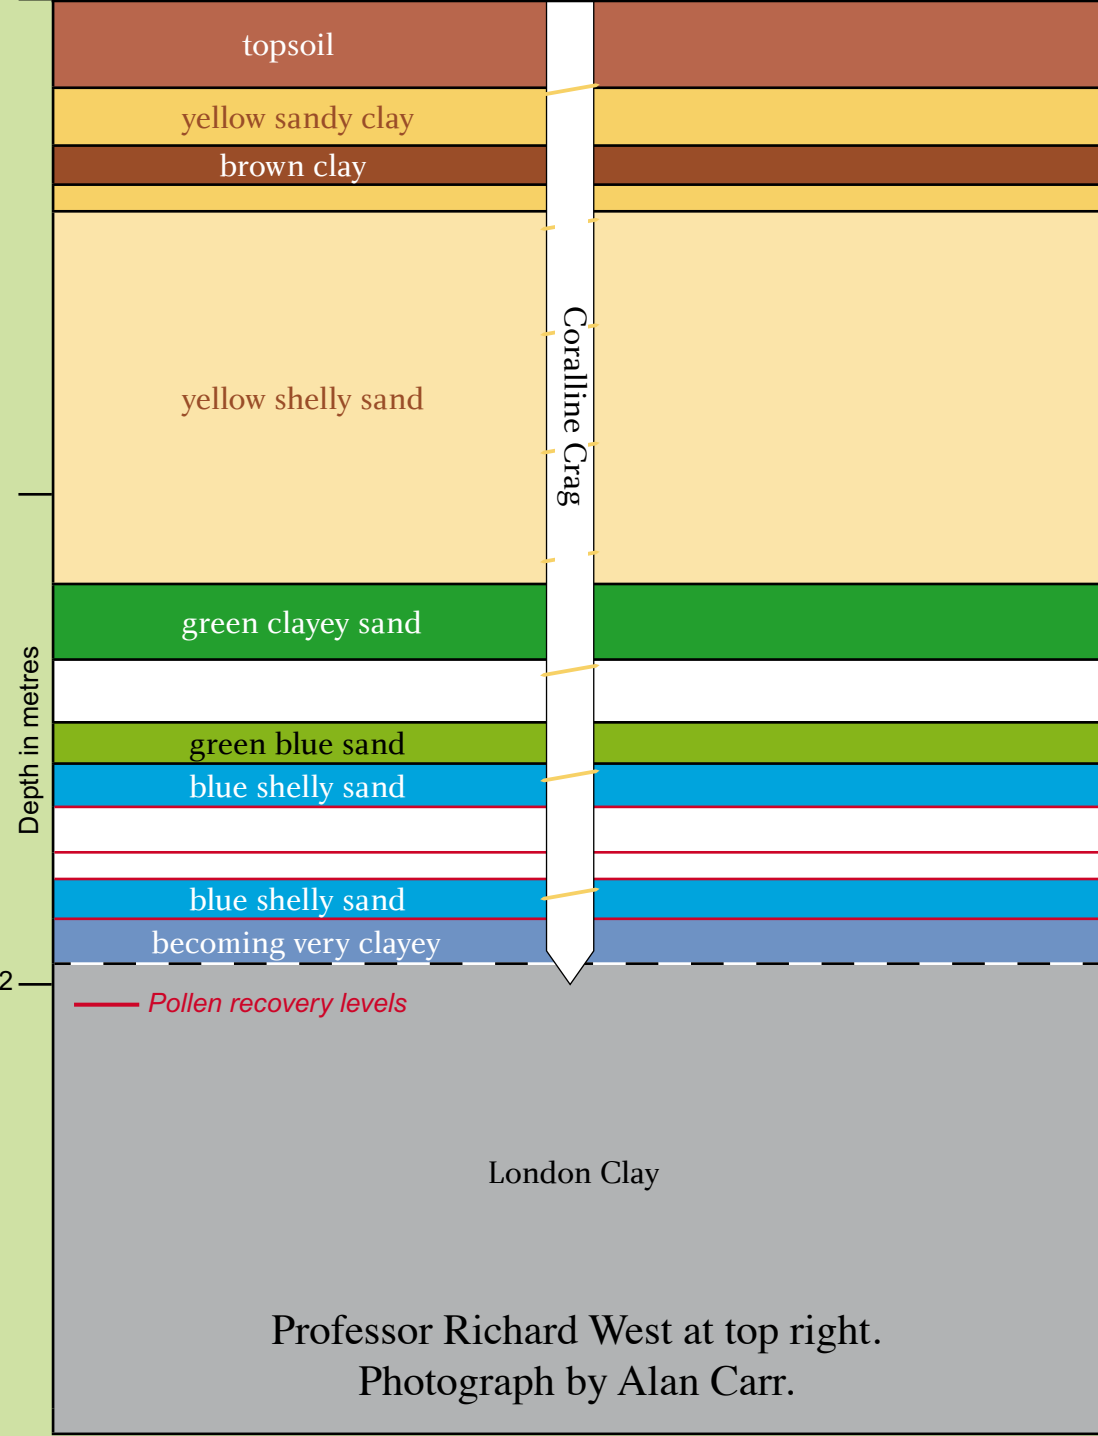 topsoil
yellow sandy clay
brown clay
yellow shelly sand
Coralline Crag
green clayey sand
Depth in metres
green blue sand
blue shelly sand
blue shelly sand
becoming very clayey
2
Pollen recovery levels
London Clay
Professor Richard West at top right.
Photograph by Alan Carr.